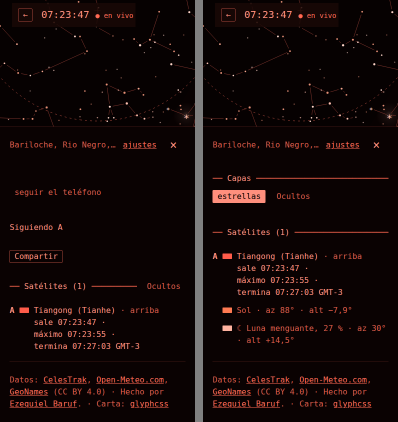 ← 07:23:47 ● en vivo
Bariloche, Rio Negro,… ajustes ×
seguir el teléfono
Siguiendo A
Compartir
Satélites (1) Ocultos
A Tiangong (Tianhe) · arriba
sale 07:23:47 ·
máximo 07:23:55 ·
termina 07:27:03 GMT-3
Datos: CelesTrak, Open-Meteo.com,
GeoNames (CC BY 4.0) · Hecho por
Ezequiel Baruf. · Carta: glyphcss
← 07:23:47 ● en vivo
Bariloche, Rio Negro,… ajustes ×
Capas
estrellas Ocultos
Satélites (1)
A Tiangong (Tianhe) · arriba
sale 07:23:47 ·
máximo 07:23:55 ·
termina 07:27:03 GMT-3
Sol · az 88° · alt −7,9°
☾ Luna menguante, 27 % · az 30°
· alt +14,5°
Datos: CelesTrak, Open-Meteo.com,
GeoNames (CC BY 4.0) · Hecho por
Ezequiel Baruf. · Carta: glyphcss